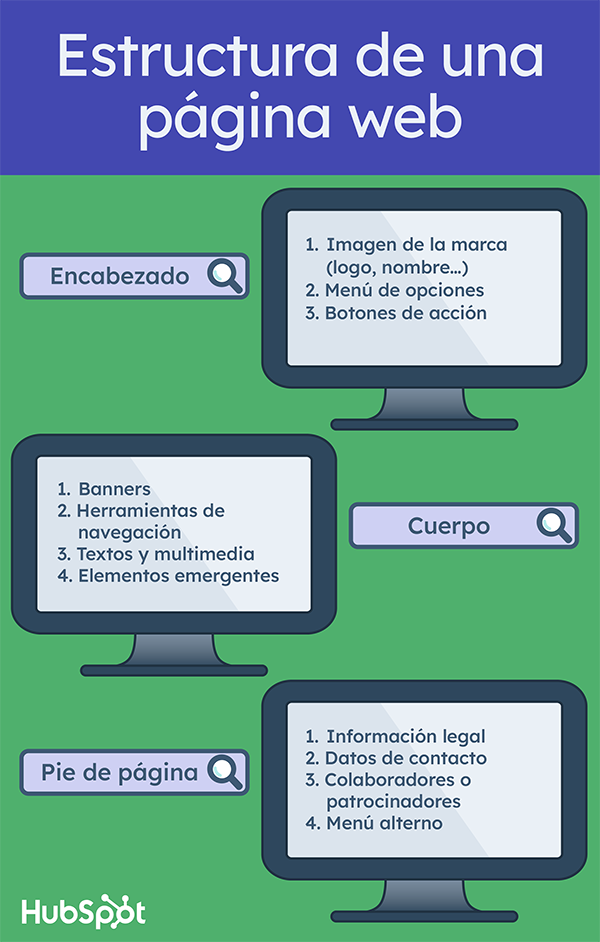 Estructura de una
página web
Encabezado
1. Imagen de la marca
(logo, nombre...)
2. Menú de opciones
3. Botones de acción
1. Banners
2. Herramientas de
navegación
3. Textos y multimedia
4. Elementos emergentes
Cuerpo
Pie de página
1. Información legal
2. Datos de contacto
3. Colaboradores o
patrocinadores
4. Menú alterno
HubSpot